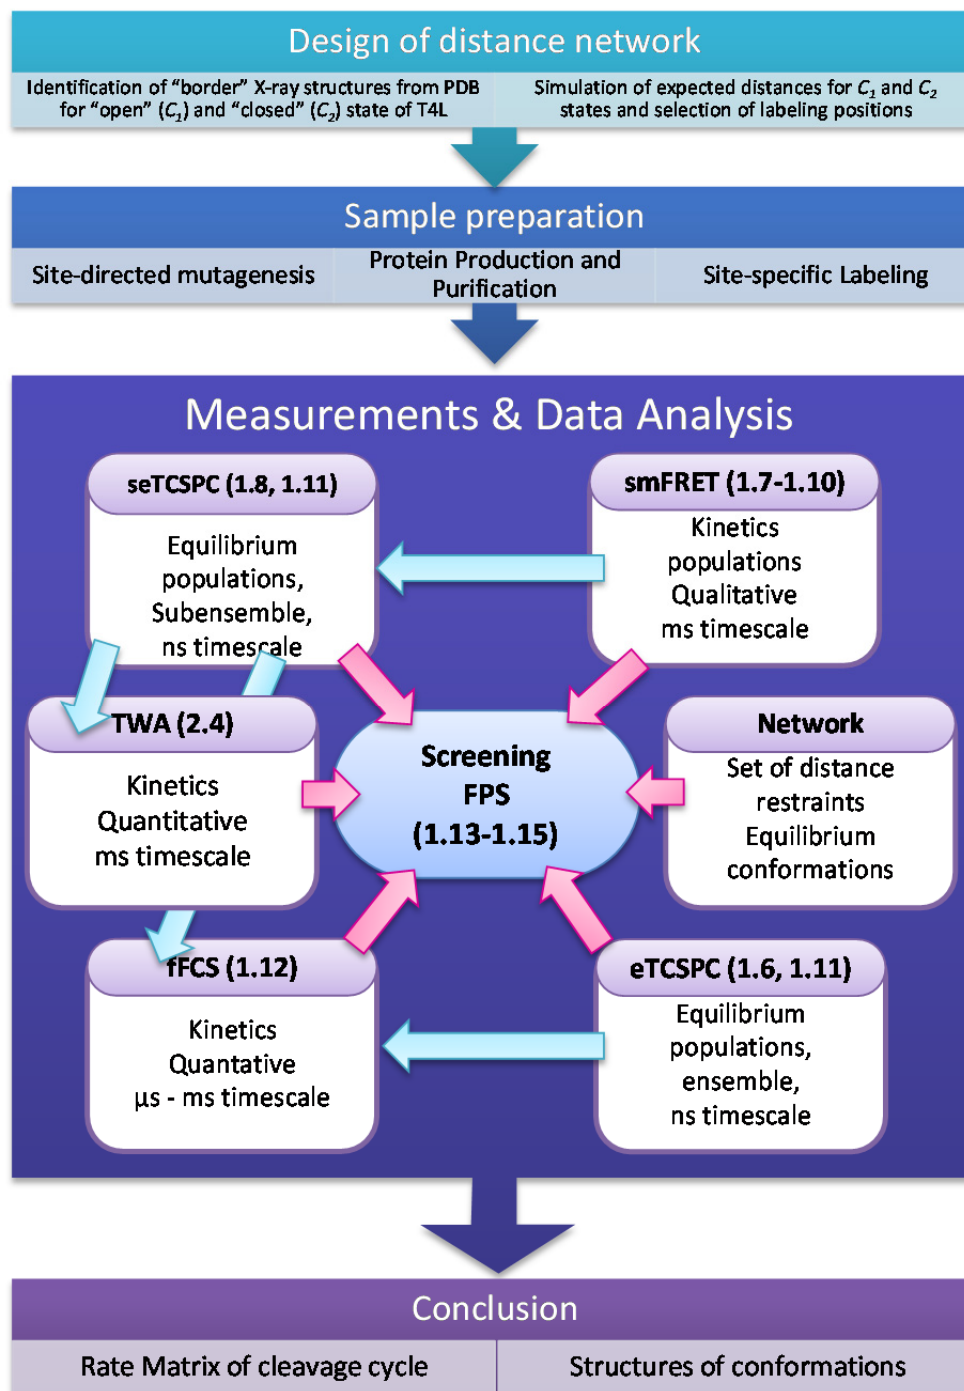 Design of distance network
Identification of "border" X-ray structures from PDB
for "open" (C₁) and "closed" (C₂) state of T4L
Simulation of expected distances for C₁ and C₂
states and selection of labeling positions
Sample preparation
Site-directed mutagenesis
Protein Production and
Purification
Site-specific Labeling
Measurements & Data Analysis
seTCSPC (1.8, 1.11)
Equilibrium
populations,
Subensemble,
ns timescale
smFRET (1.7-1.10)
Kinetics
populations
Qualitative
ms timescale
TWA (2.4)
Kinetics
Quantitative
ms timescale
Screening
FPS
(1.13-1.15)
Network
Set of distance
restraints
Equilibrium
conformations
fFCS (1.12)
Kinetics
Quantative
µs - ms timescale
eTCSPC (1.6, 1.11)
Equilibrium
populations,
ensemble,
ns timescale
Conclusion
Rate Matrix of cleavage cycle
Structures of conformations